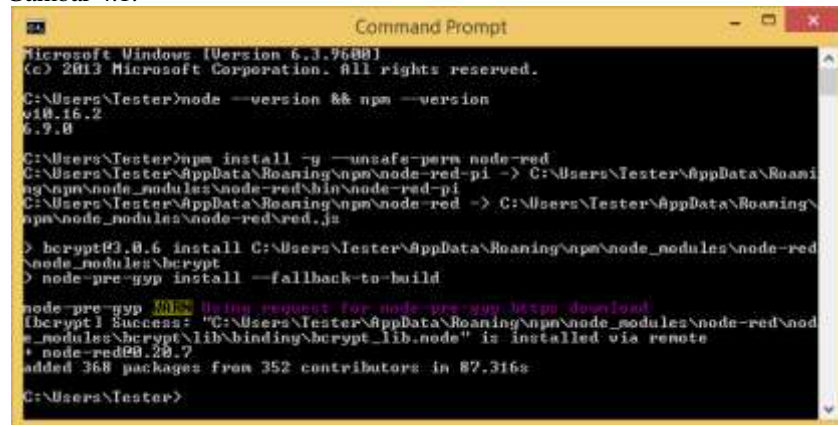 Command Prompt
Microsoft Windows [Version 6.3.9600]
(c) 2013 Microsoft Corporation. All rights reserved.
C:\Users\Tester>node --version && npm --version
v10.16.2
6.9.0
C:\Users\Tester>npm install -g --unsafe-perm node-red
C:\Users\Tester\AppData\Roaming\npm\node-red-pi -> C:\Users\Tester\AppData\Roami
ng\npm\node_modules\node-red\bin\node-red-pi
C:\Users\Tester\AppData\Roaming\npm\node-red -> C:\Users\Tester\AppData\Roaming\
npm\node_modules\node-red\red.js
> bcrypt@3.0.6 install C:\Users\Tester\AppData\Roaming\npm\node_modules\node-red
\node_modules\bcrypt
> node-pre-gyp install --fallback-to-build
node-pre-gyp WARN Using request for node-pre-gyp https download
[bcrypt] Success: "C:\Users\Tester\AppData\Roaming\npm\node_modules\node-red\nod
e_modules\bcrypt\lib\binding\bcrypt_lib.node" is installed via remote
+ node-red@0.20.7
added 368 packages from 352 contributors in 87.316s
C:\Users\Tester>